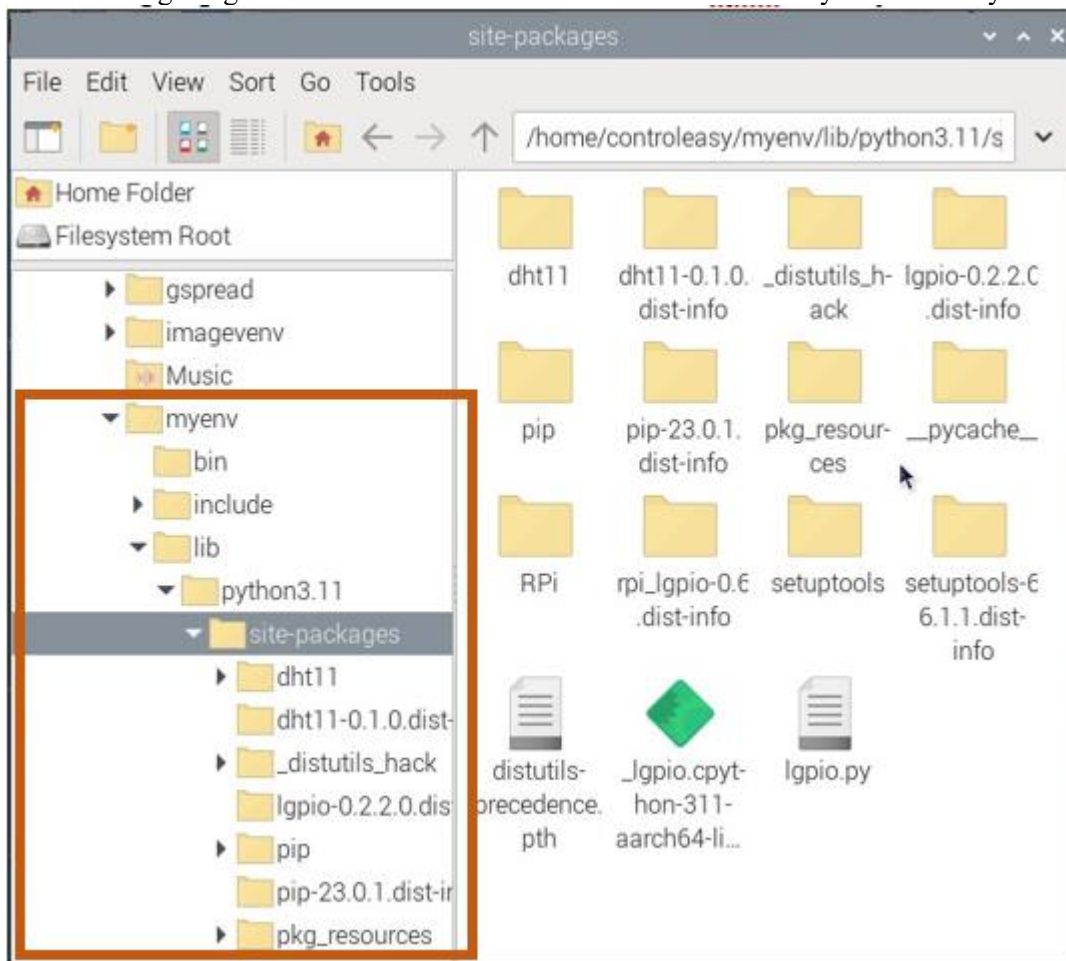 site-packages
File Edit View Sort Go Tools
/home/controleasy/myenv/lib/python3.11/s
Home Folder
Filesystem Root
gspread
imagevenv
Music
myenv
bin
include
lib
python3.11
site-packages
dht11
dht11-0.1.0.dist-
_distutils_hack
lgpio-0.2.2.0.dis
pip
pip-23.0.1.dist-in
pkg_resources
dht11
dht11-0.1.0.
dist-info
_distutils_h-
ack
lgpio-0.2.2.0
.dist-info
pip
pip-23.0.1.
dist-info
pkg_resour-
ces
__pycache__
RPi
rpi_lgpio-0.6
.dist-info
setuptools
setuptools-6
6.1.1.dist-
info
distutils-
precedence.
pth
_lgpio.cpyt-
hon-311-
aarch64-li...
lgpio.py